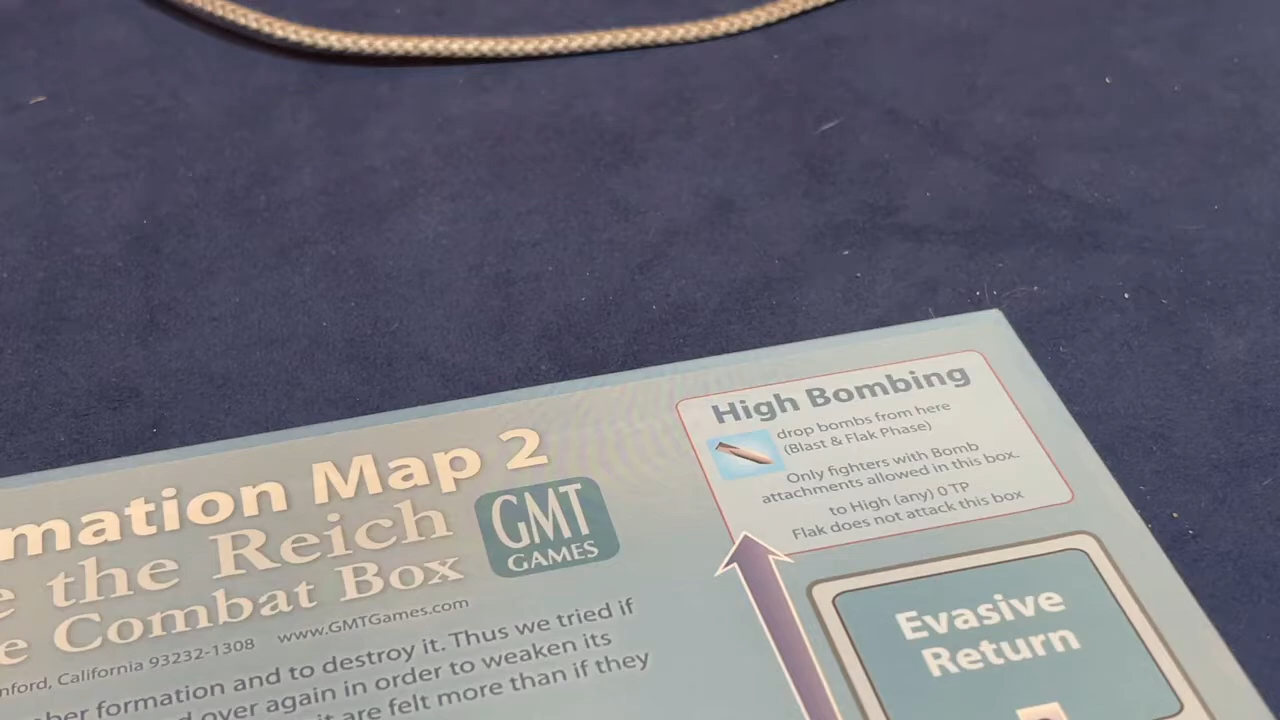 mation Map 2
the Reich
Combat Box
GMT
GAMES
California 93232-1308 www.GMTGames.com
formation and to destroy it. Thus we tried if
over again in order to weaken its
are felt more than if they
High Bombing
drop bombs from here
(Blast & Flak Phase)
Only fighters with Bomb
attachments allowed in this box.
to High (any) 0 TP
Flak does not attack this box
Evasive
Return